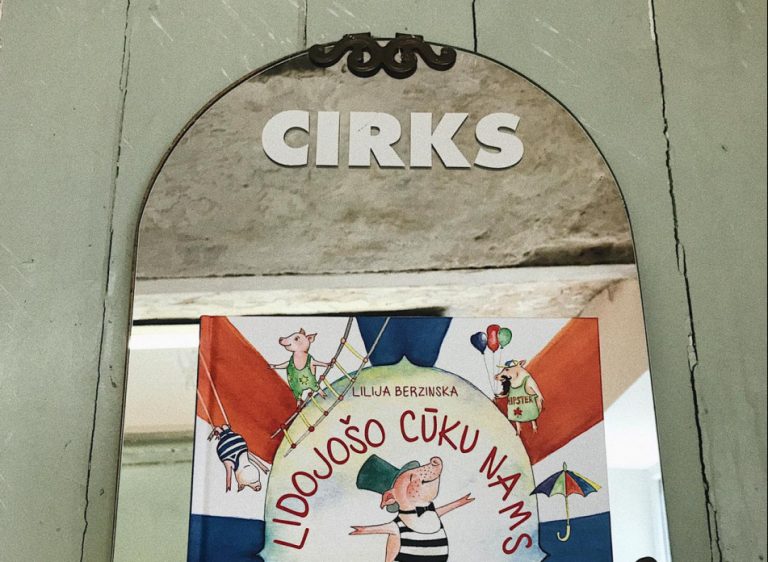 CIRKS
LILIJA BERZINSKA
LIDOJOŠO CŪKU NAMS
HIPSTER